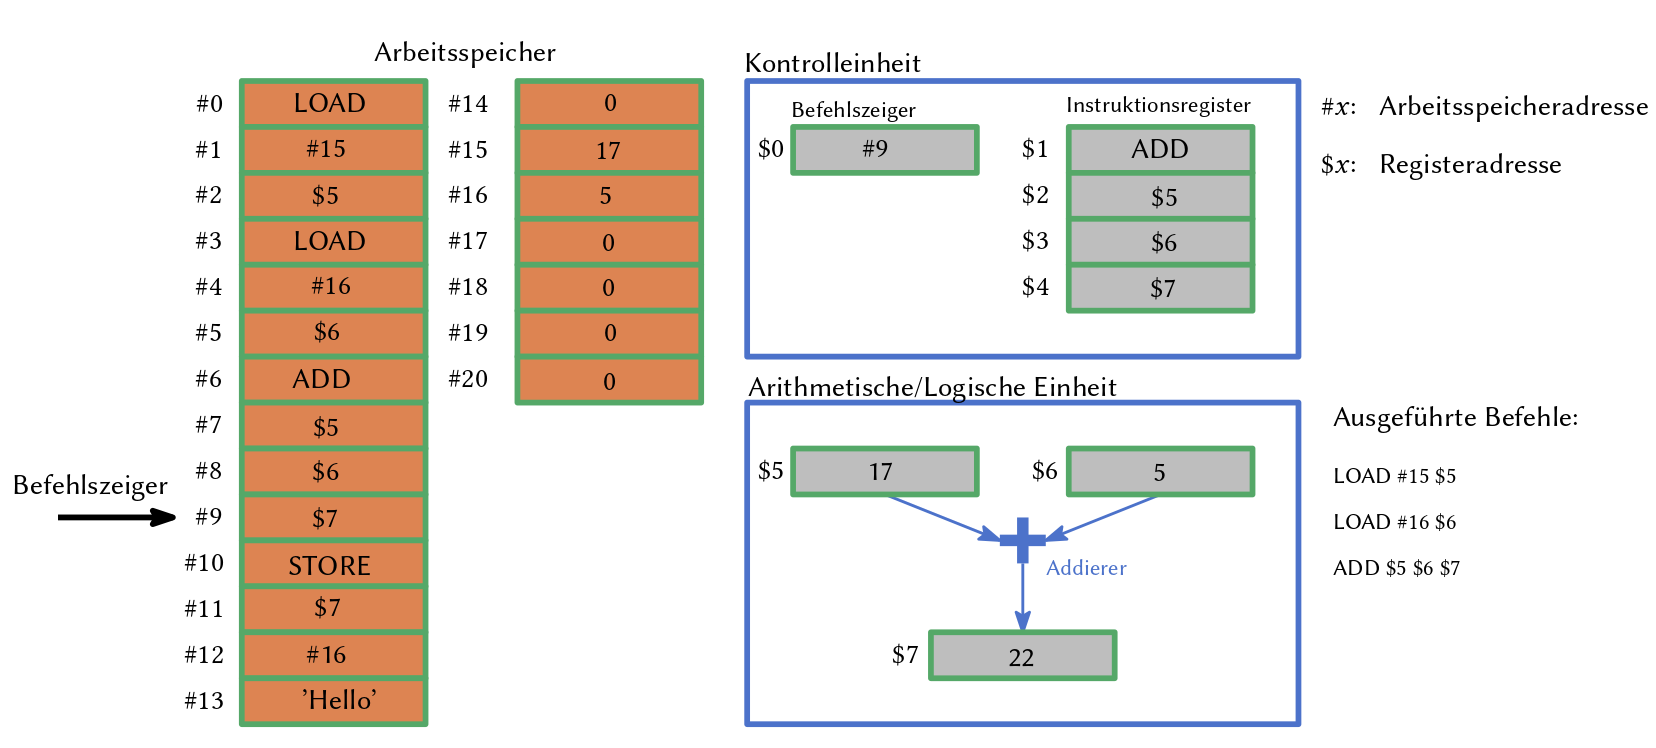 Arbeitsspeicher
#0 LOAD #14 0
#1 #15 #15 17
#2 $5 #16 5
#3 LOAD #17 0
#4 #16 #18 0
#5 $6 #19 0
#6 ADD #20 0
#7 $5
#8 $6
Befehlszeiger
#9 $7
#10 STORE
#11 $7
#12 #16
#13 ’Hello’
Kontrolleinheit
Befehlszeiger
$0 #9
Instruktionsregister
$1 ADD
$2 $5
$3 $6
$4 $7
#x: Arbeitsspeicheradresse
$x: Registeradresse
Arithmetische/Logische Einheit
$5 17 $6 5
Addierer
$7 22
Ausgeführte Befehle:
LOAD #15 $5
LOAD #16 $6
ADD $5 $6 $7